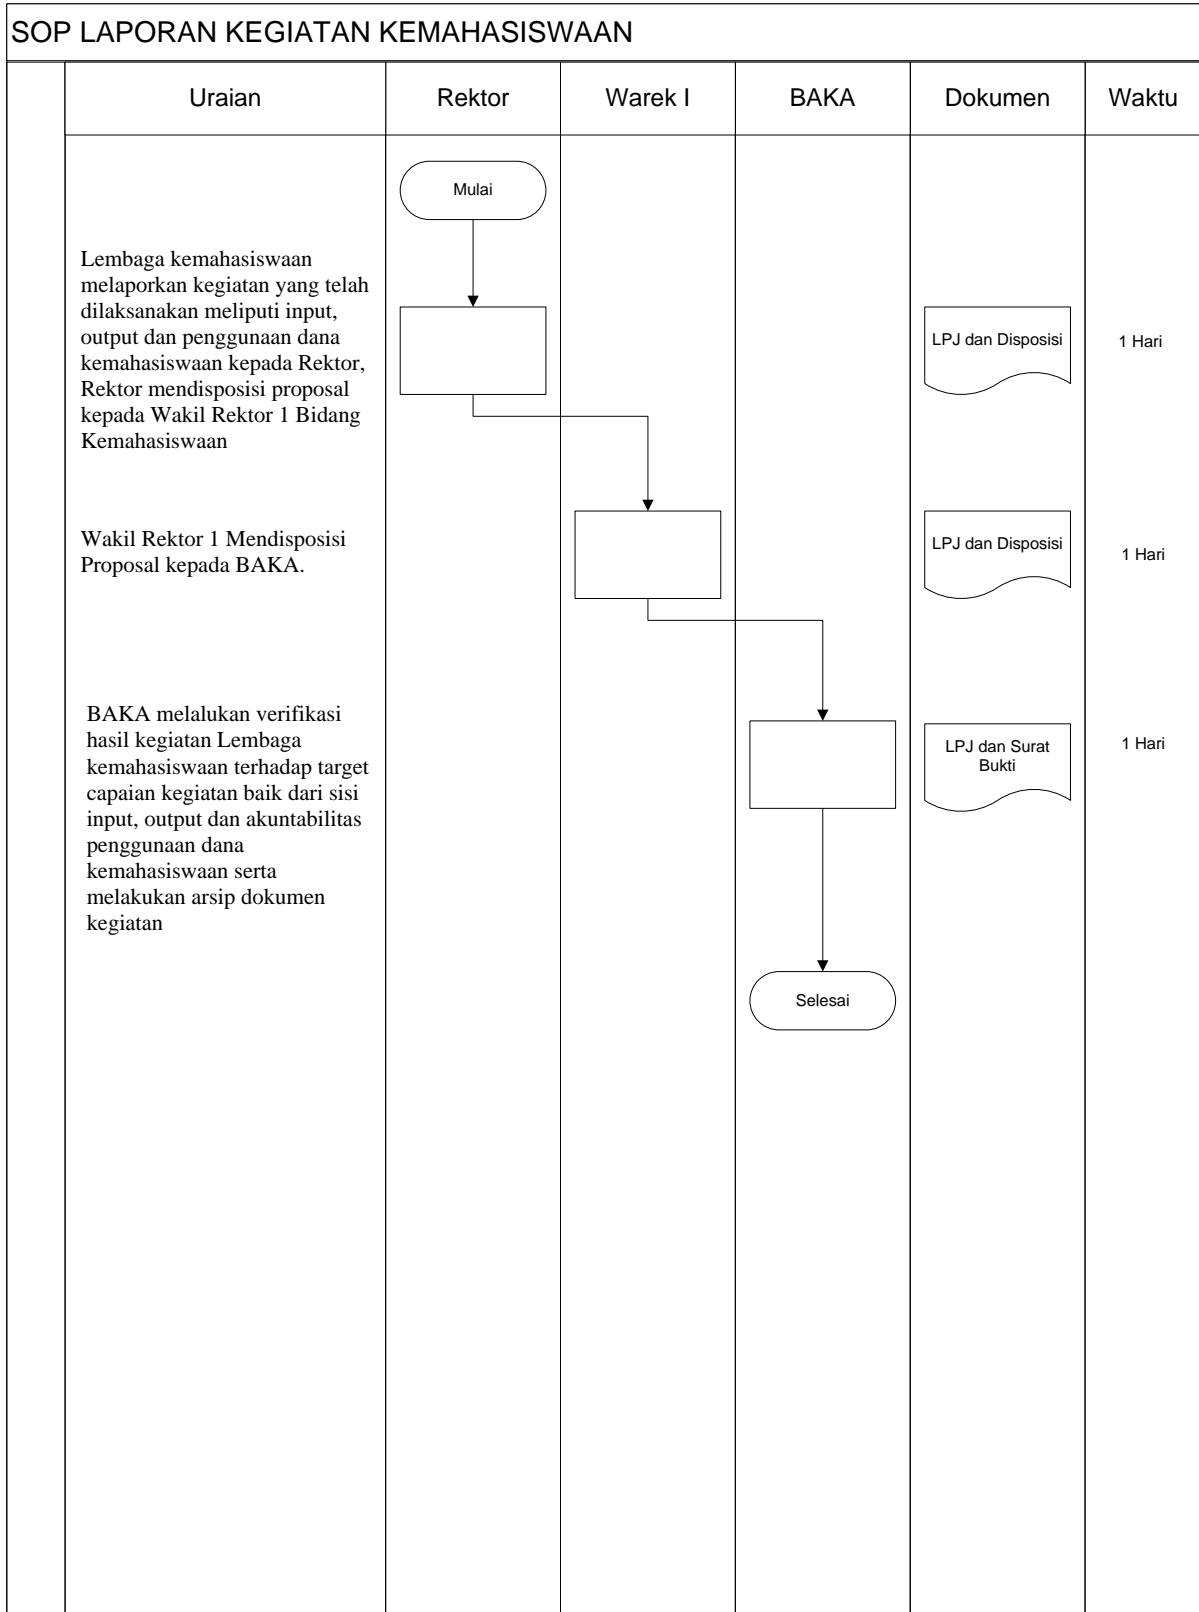 SOP LAPORAN KEGIATAN KEMAHASISWAAN
Uraian
Rektor
Warek I
BAKA
Dokumen
Waktu
Mulai
Lembaga kemahasiswaan
melaporkan kegiatan yang telah
dilaksanakan meliputi input,
output dan penggunaan dana
kemahasiswaan kepada Rektor,
Rektor mendisposisi proposal
kepada Wakil Rektor 1 Bidang
Kemahasiswaan
LPJ dan Disposisi
1 Hari
Wakil Rektor 1 Mendisposisi
Proposal kepada BAKA.
LPJ dan Disposisi
1 Hari
BAKA melalukan verifikasi
hasil kegiatan Lembaga
kemahasiswaan terhadap target
capaian kegiatan baik dari sisi
input, output dan akuntabilitas
penggunaan dana
kemahasiswaan serta
melakukan arsip dokumen
kegiatan
LPJ dan Surat
Bukti
1 Hari
Selesai